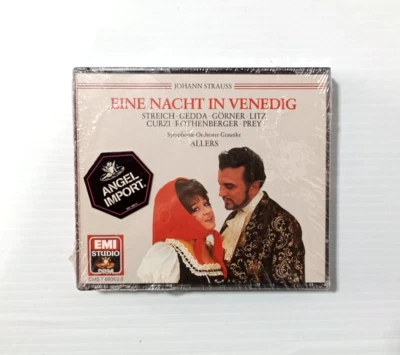 JOHANN STRAUSS
EINE NACHT IN VENEDIG
STREICH · GEDDA · GÖRNER · LITZ
CURZI · ROTHENBERGER · PREY
Symphonie-Orchester Graunke
ALLERS
ANGEL
IMPORT
EMI
STUDIO
DRM